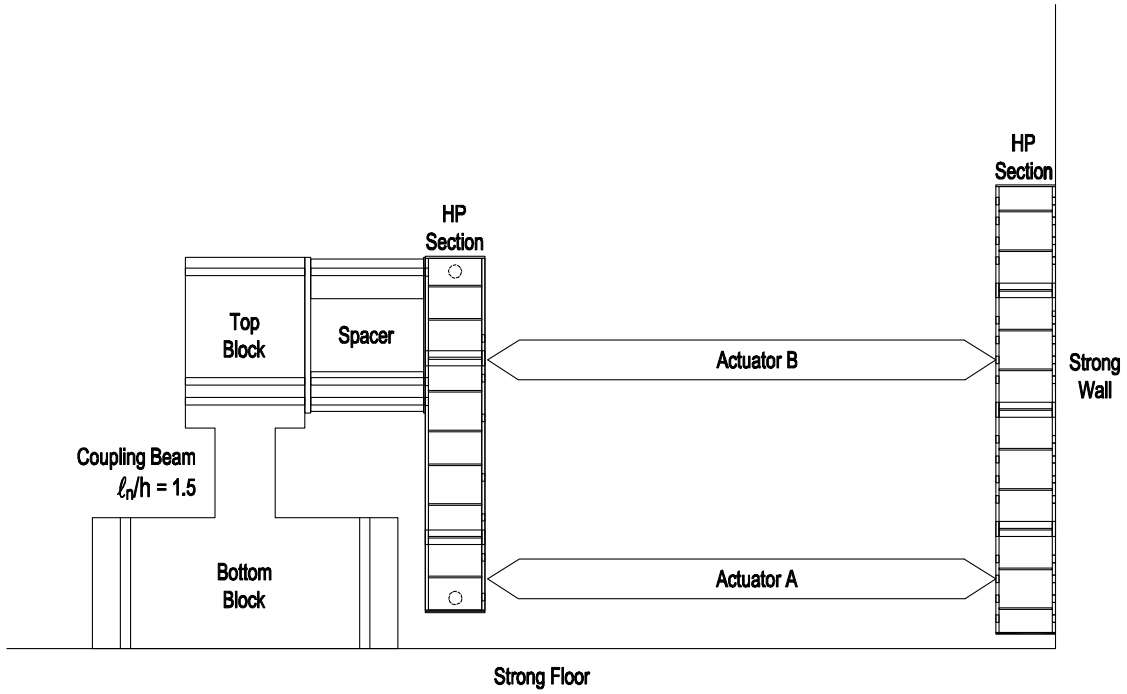 HP
Section
HP
Section
Top
Block
Spacer
Actuator B
Strong
Wall
Coupling Beam
ℓn/h = 1.5
Bottom
Block
Actuator A
Strong Floor